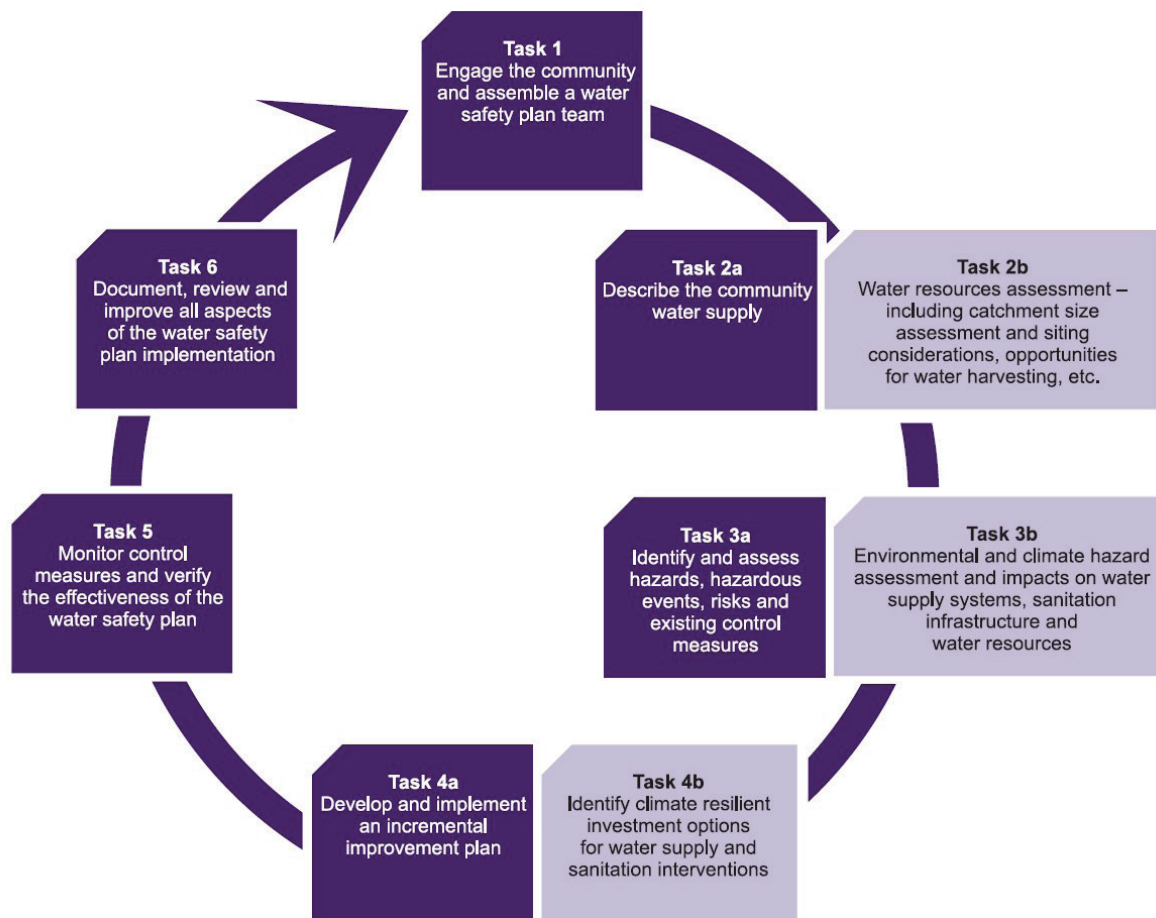 Task 1
Engage the community
and assemble a water
safety plan team
Task 2a
Describe the community
water supply
Task 2b
Water resources assessment –
including catchment size
assessment and siting
considerations, opportunities
for water harvesting, etc.
Task 3a
Identify and assess
hazards, hazardous
events, risks and
existing control
measures
Task 3b
Environmental and climate hazard
assessment and impacts on water
supply systems, sanitation
infrastructure and
water resources
Task 4a
Develop and implement
an incremental
improvement plan
Task 4b
Identify climate resilient
investment options
for water supply and
sanitation interventions
Task 5
Monitor control
measures and verify
the effectiveness of the
water safety plan
Task 6
Document, review and
improve all aspects
of the water safety
plan implementation